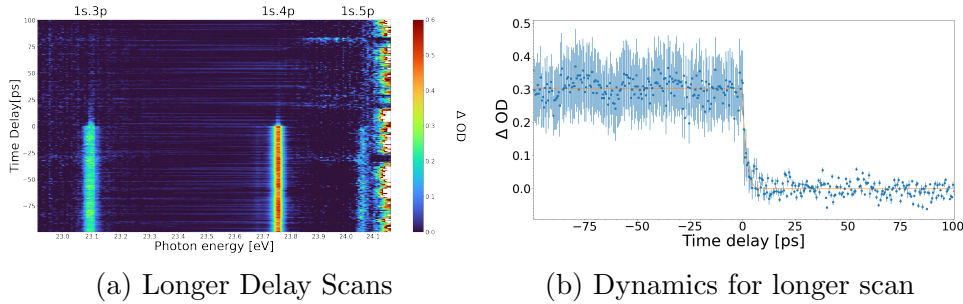 1s.3p 1s.4p 1s.5p
100
75
50
25
0
−25
−50
−75
Time Delay[ps]
23.0 23.1 23.2 23.3 23.4 23.5 23.6 23.7 23.8 23.9 24.0 24.1
Photon energy [eV]
0.6
0.5
0.4
0.3
0.2
0.1
0.0
Δ OD
(a) Longer Delay Scans
0.5
0.4
0.3
0.2
0.1
0.0
Δ OD
−75 −50 −25 0 25 50 75 100
Time delay [ps]
(b) Dynamics for longer scan